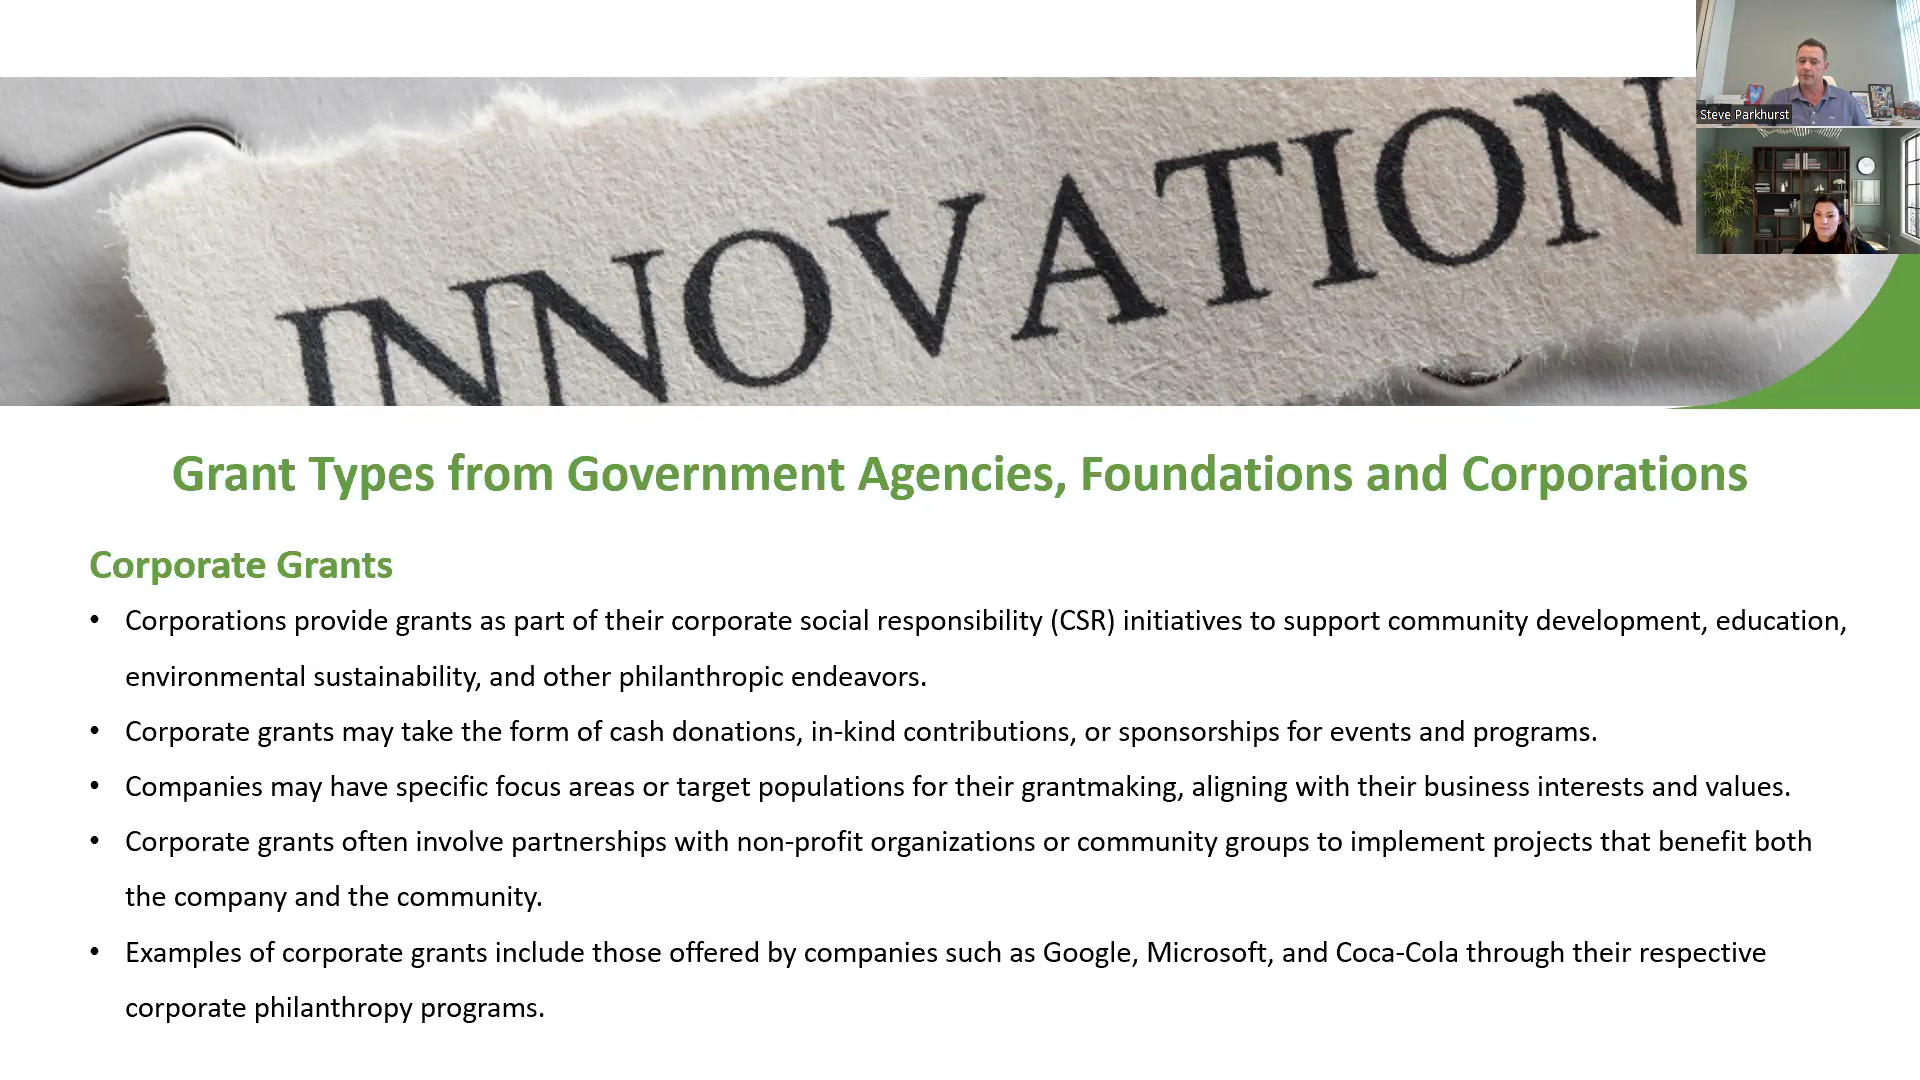 Steve Parkhurst
INNOVATION
Grant Types from Government Agencies, Foundations and Corporations
Corporate Grants
• Corporations provide grants as part of their corporate social responsibility (CSR) initiatives to support community development, education,
environmental sustainability, and other philanthropic endeavors.
• Corporate grants may take the form of cash donations, in-kind contributions, or sponsorships for events and programs.
• Companies may have specific focus areas or target populations for their grantmaking, aligning with their business interests and values.
• Corporate grants often involve partnerships with non-profit organizations or community groups to implement projects that benefit both
the company and the community.
• Examples of corporate grants include those offered by companies such as Google, Microsoft, and Coca-Cola through their respective
corporate philanthropy programs.